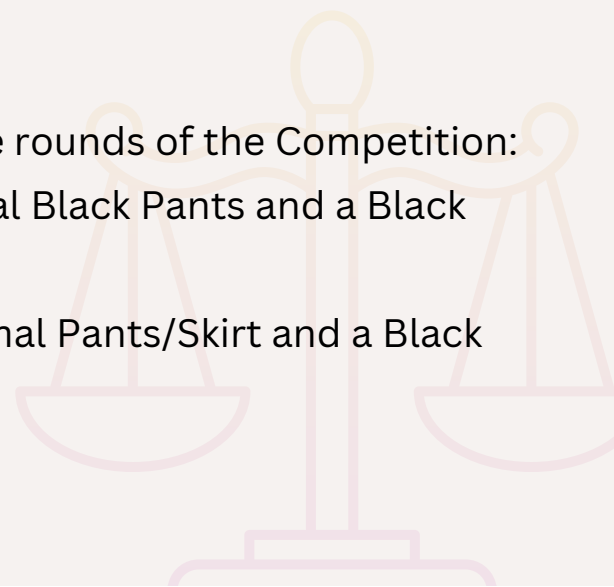 rounds of the Competition:
al Black Pants and a Black
nal Pants/Skirt and a Black